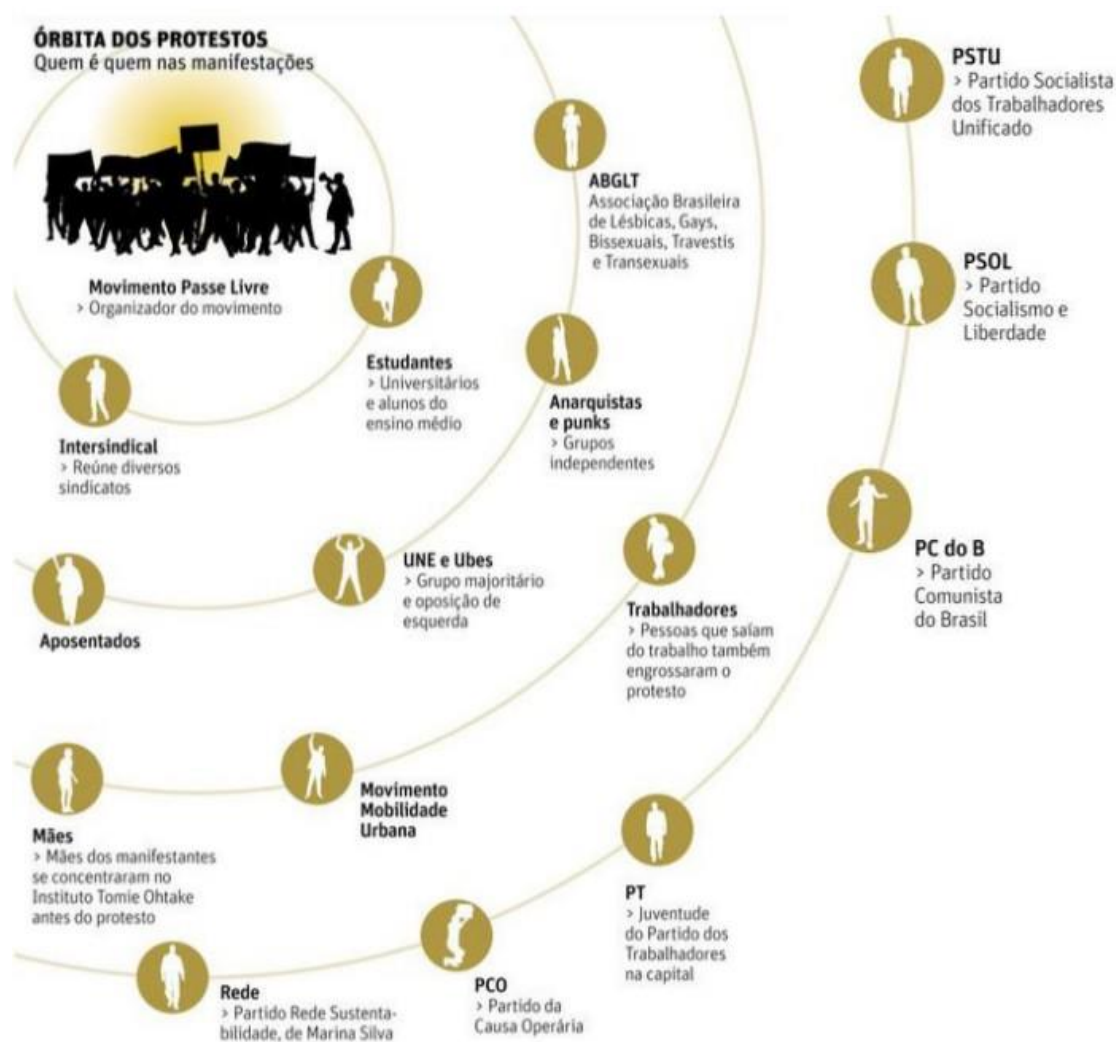 ÓRBITA DOS PROTESTOS
Quem é quem nas manifestações
Movimento Passe Livre
> Organizador do movimento
Estudantes
> Universitários
e alunos do
ensino médio
Intersindical
> Reúne diversos
sindicatos
ABGLT
Associação Brasileira
de Lésbicas, Gays,
Bissexuais, Travestis
e Transexuais
Anarquistas
e punks
> Grupos
independentes
UNE e Ubes
> Grupo majoritário
e oposição de
esquerda
Aposentados
Trabalhadores
> Pessoas que saíam
do trabalho também
engrossaram o
protesto
Movimento
Mobilidade
Urbana
Mães
> Mães dos manifestantes
se concentraram no
Instituto Tomie Ohtake
antes do protesto
PSTU
> Partido Socialista
dos Trabalhadores
Unificado
PSOL
> Partido
Socialismo e
Liberdade
PC do B
> Partido
Comunista
do Brasil
PT
> Juventude
do Partido dos
Trabalhadores
na capital
PCO
> Partido da
Causa Operária
Rede
> Partido Rede Sustenta-
bilidade, de Marina Silva